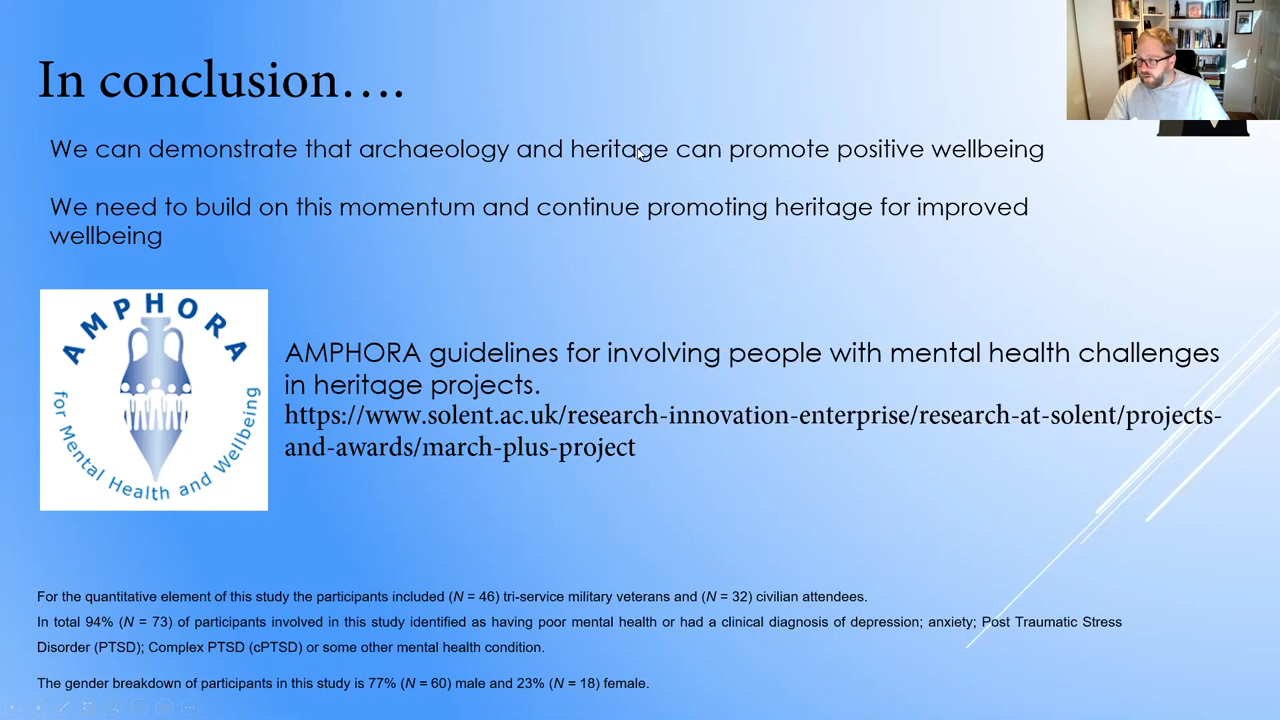 In conclusion….
We can demonstrate that archaeology and heritage can promote positive wellbeing
We need to build on this momentum and continue promoting heritage for improved
wellbeing
AMPHORA
for Mental Health and Wellbeing
AMPHORA guidelines for involving people with mental health challenges
in heritage projects.
https://www.solent.ac.uk/research-innovation-enterprise/research-at-solent/projects-
and-awards/march-plus-project
For the quantitative element of this study the participants included (N = 46) tri-service military veterans and (N = 32) civilian attendees.
In total 94% (N = 73) of participants involved in this study identified as having poor mental health or had a clinical diagnosis of depression; anxiety; Post Traumatic Stress
Disorder (PTSD); Complex PTSD (cPTSD) or some other mental health condition.
The gender breakdown of participants in this study is 77% (N = 60) male and 23% (N = 18) female.